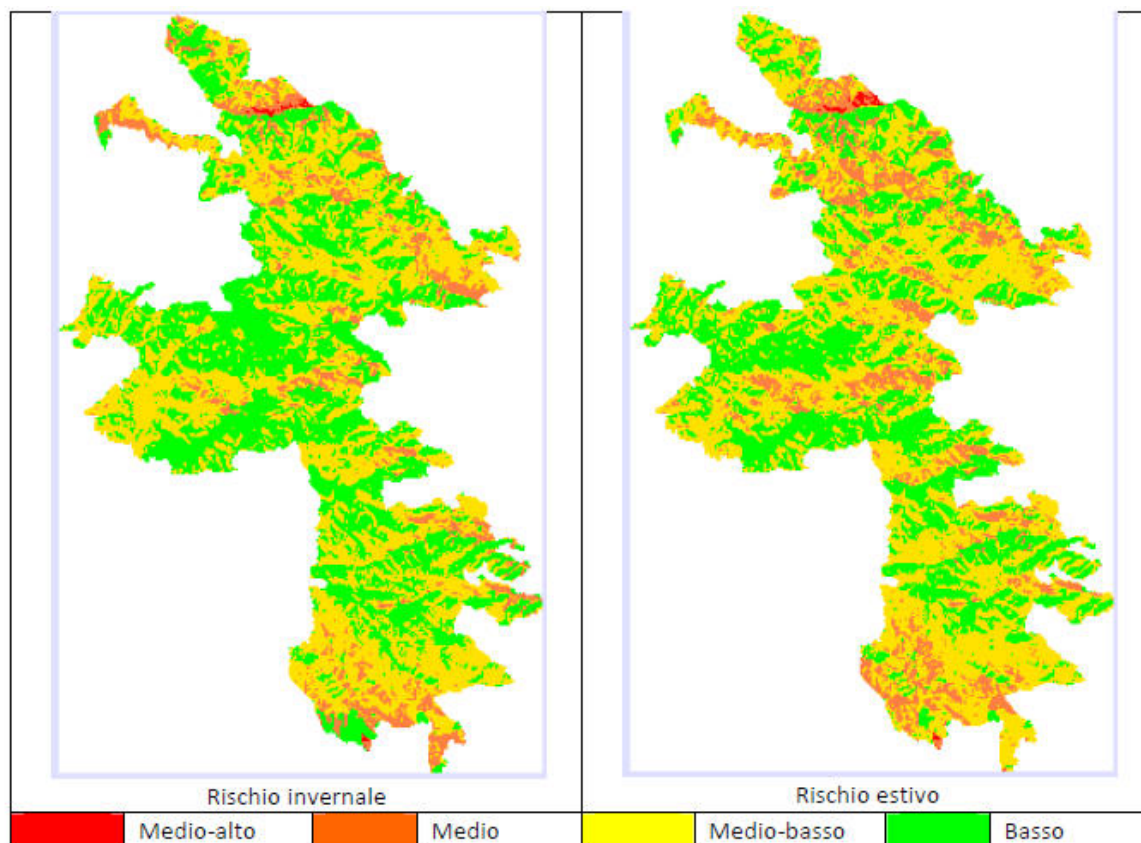 Rischio invernale
Rischio estivo
Medio-alto
Medio
Medio-basso
Basso